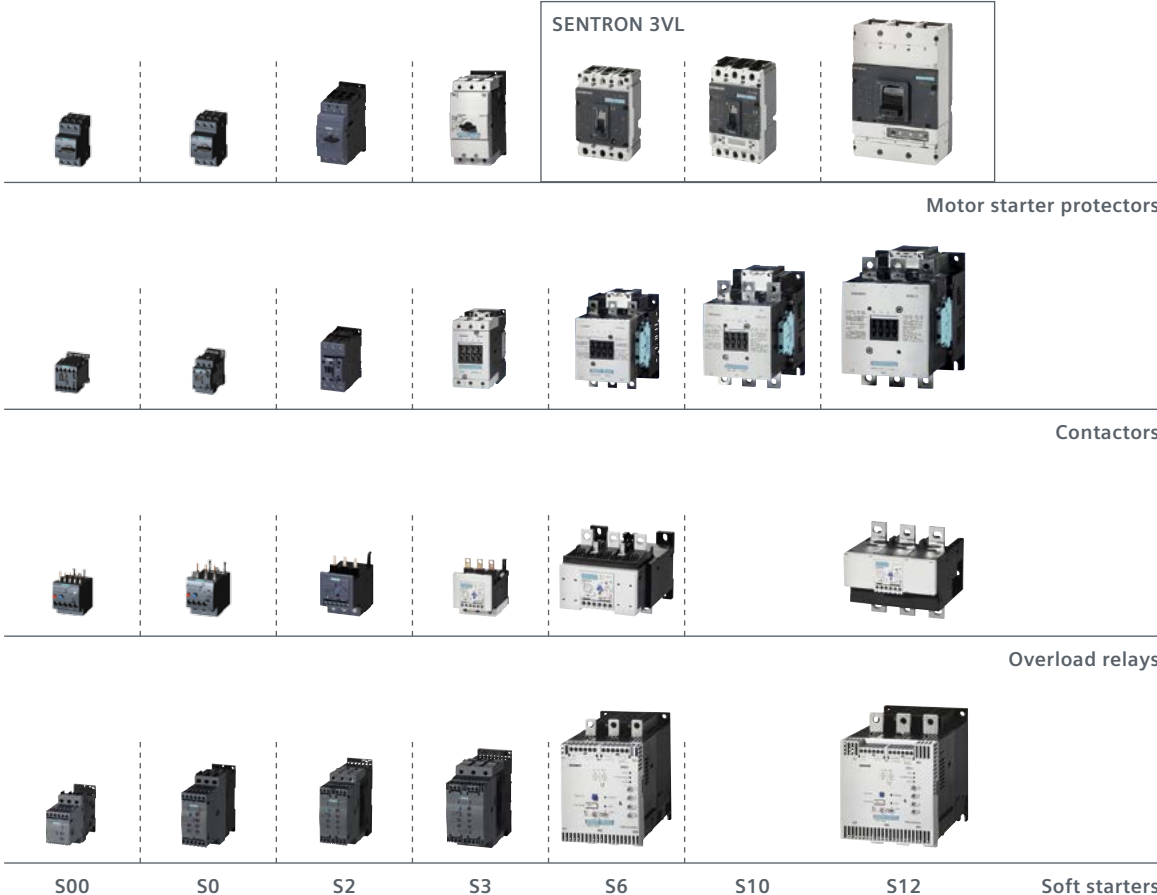 SENTRON 3VL
Motor starter protectors
Contactors
Overload relays
S00 S0 S2 S3 S6 S10 S12 Soft starters